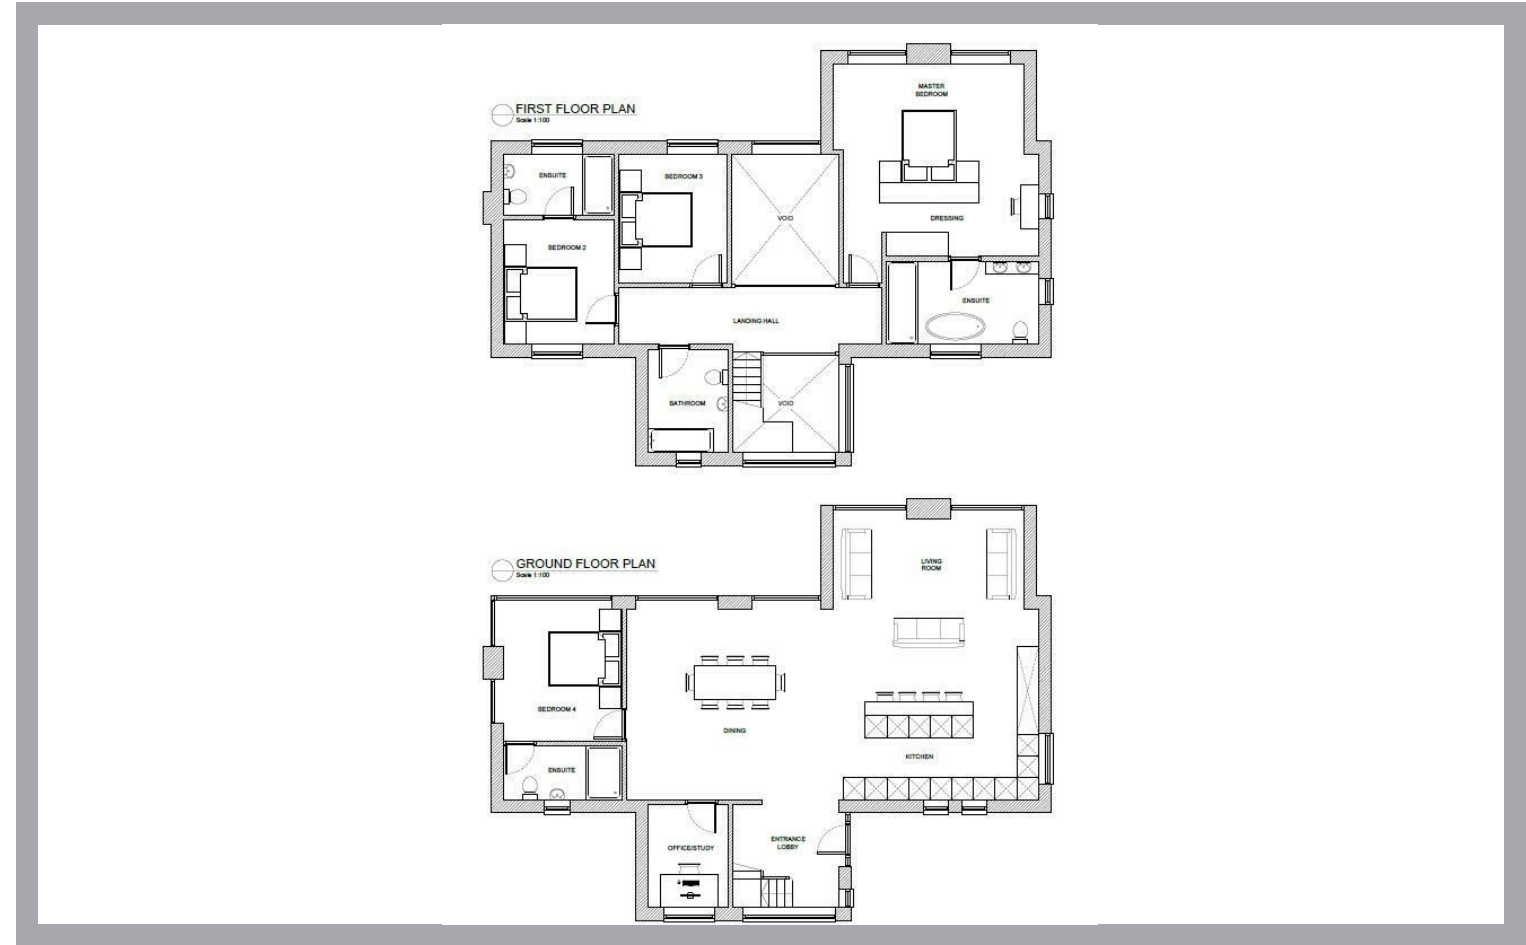 FIRST FLOOR PLAN
Scale 1:100
MASTER
BEDROOM
ENSUITE
BEDROOM 3
VOID
DRESSING
BEDROOM 2
ENSUITE
LANDING HALL
BATHROOM
VOID
GROUND FLOOR PLAN
Scale 1:100
LIVING
ROOM
BEDROOM 4
DINING
KITCHEN
ENSUITE
OFFICE/STUDY
ENTRANCE
LOBBY